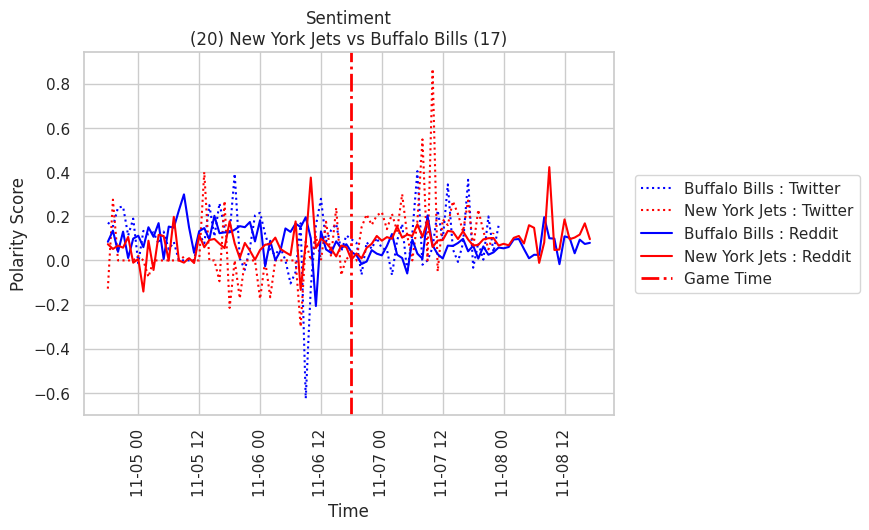 Sentiment
(20) New York Jets vs Buffalo Bills (17)
Polarity Score
0.8
0.6
0.4
0.2
0.0
−0.2
−0.4
−0.6
11-05 00
11-05 12
11-06 00
11-06 12
11-07 00
11-07 12
11-08 00
11-08 12
Time
Buffalo Bills : Twitter
New York Jets : Twitter
Buffalo Bills : Reddit
New York Jets : Reddit
Game Time